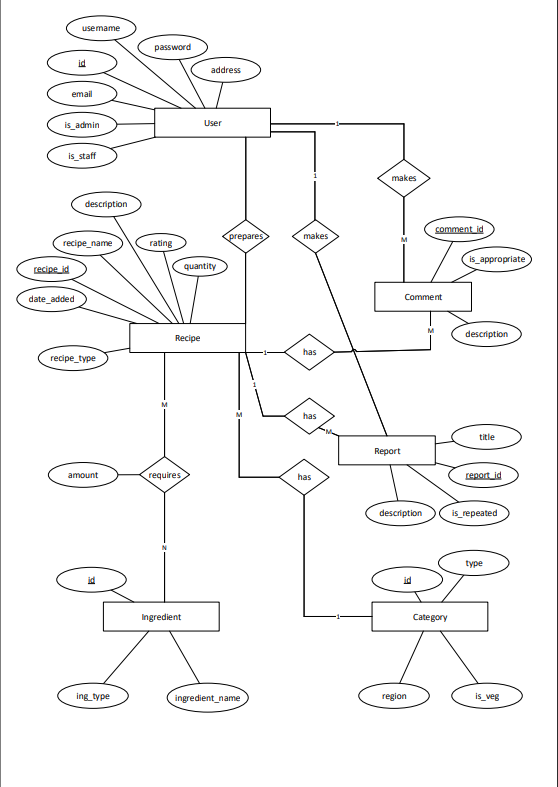 username
password
id
address
email
User
1
is_admin
is_staff
1
makes
description
comment_id
prepares
makes
M
recipe_name
rating
is_appropriate
recipe_id
quantity
date_added
Comment
M
description
Recipe
1
has
recipe_type
1
M
M
has
M
title
Report
amount
requires
has
report_id
description
is_repeated
N
type
id
id
Ingredient
1
Category
ing_type
ingredient_name
region
is_veg